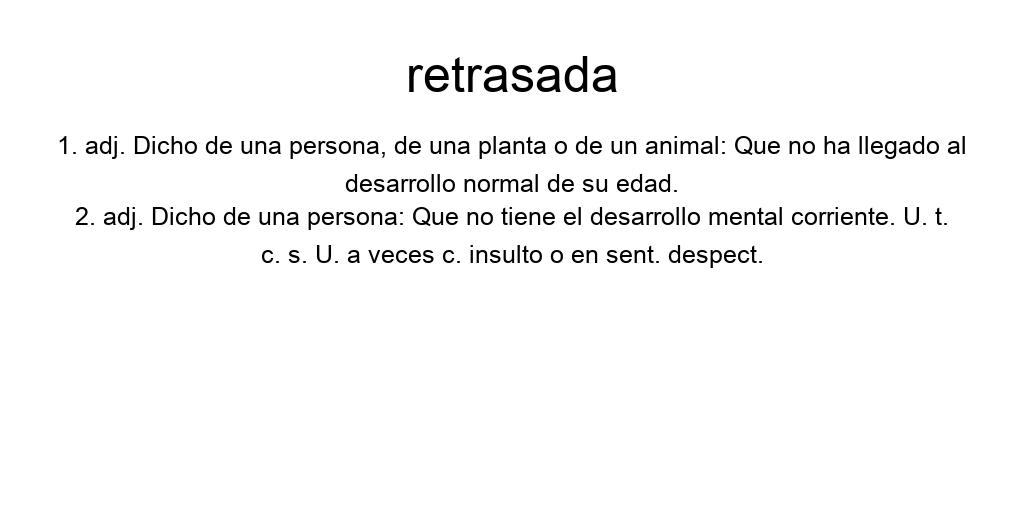 retrasada
1. adj. Dicho de una persona, de una planta o de un animal: Que no ha llegado al
desarrollo normal de su edad.
2. adj. Dicho de una persona: Que no tiene el desarrollo mental corriente. U. t.
c. s. U. a veces c. insulto o en sent. despect.